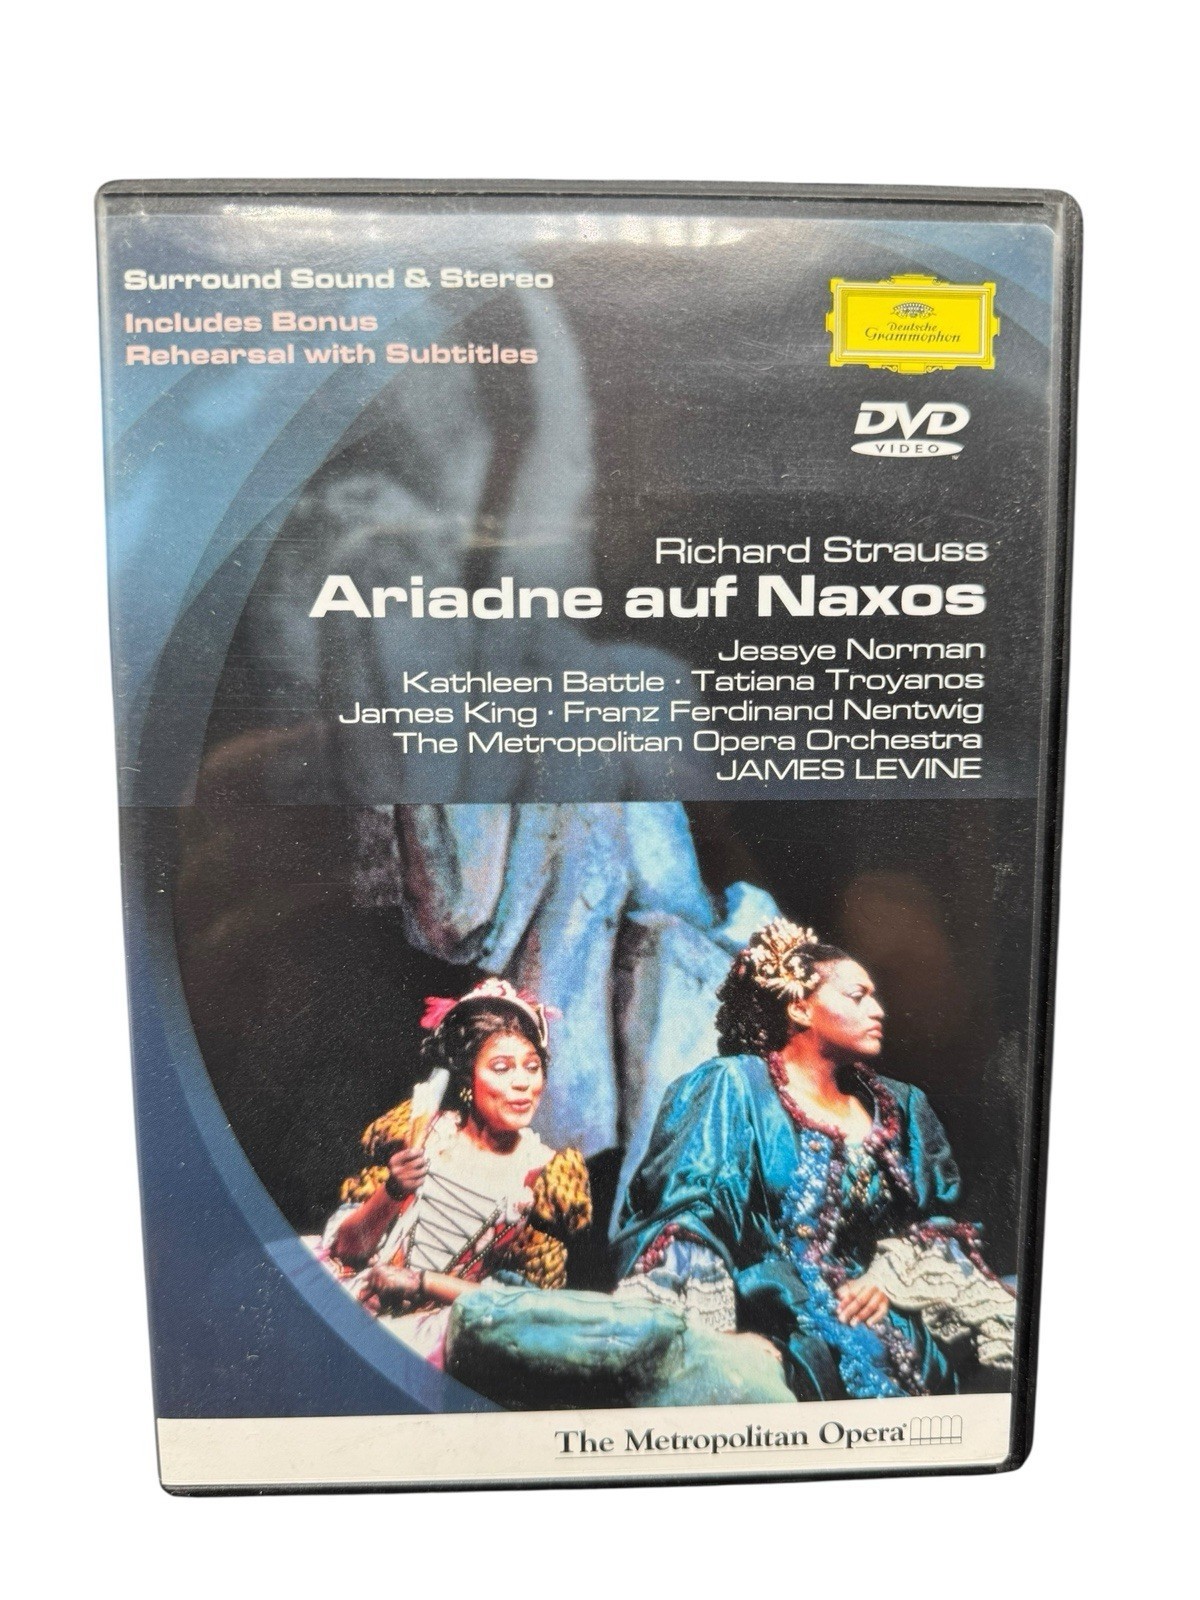 Surround Sound & Stereo
Includes Bonus
Rehearsal with Subtitles
Deutsche
Grammophon
DVD
VIDEO
Richard Strauss
Ariadne auf Naxos
Jessye Norman
Kathleen Battle · Tatiana Troyanos
James King · Franz Ferdinand Nentwig
The Metropolitan Opera Orchestra
JAMES LEVINE
The Metropolitan Opera